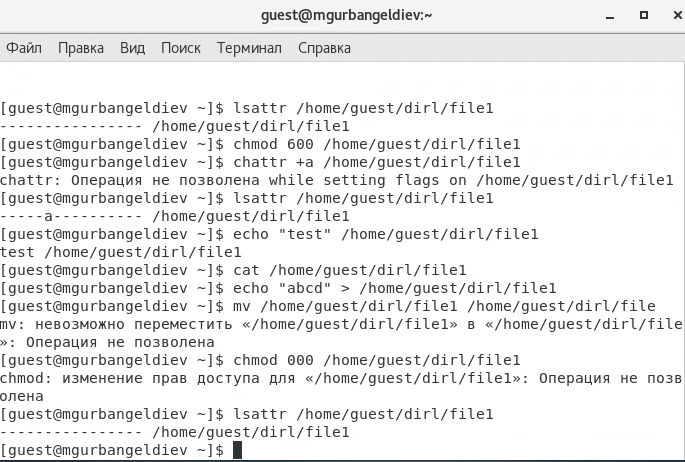 guest@mgurbangeldiev:~
Файл Правка Вид Поиск Терминал Справка
[guest@mgurbangeldiev ~]$ lsattr /home/guest/dirl/file1
---------------- /home/guest/dirl/file1
[guest@mgurbangeldiev ~]$ chmod 600 /home/guest/dirl/file1
[guest@mgurbangeldiev ~]$ chattr +a /home/guest/dirl/file1
chattr: Операция не позволена while setting flags on /home/guest/dirl/file1
[guest@mgurbangeldiev ~]$ lsattr /home/guest/dirl/file1
-----a---------- /home/guest/dirl/file1
[guest@mgurbangeldiev ~]$ echo "test" /home/guest/dirl/file1
test /home/guest/dirl/file1
[guest@mgurbangeldiev ~]$ cat /home/guest/dirl/file1
[guest@mgurbangeldiev ~]$ echo "abcd" > /home/guest/dirl/file1
[guest@mgurbangeldiev ~]$ mv /home/guest/dirl/file1 /home/guest/dirl/file
mv: невозможно переместить «/home/guest/dirl/file1» в «/home/guest/dirl/file
»: Операция не позволена
[guest@mgurbangeldiev ~]$ chmod 000 /home/guest/dirl/file1
chmod: изменение прав доступа для «/home/guest/dirl/file1»: Операция не позв
олена
[guest@mgurbangeldiev ~]$ lsattr /home/guest/dirl/file1
---------------- /home/guest/dirl/file1
[guest@mgurbangeldiev ~]$